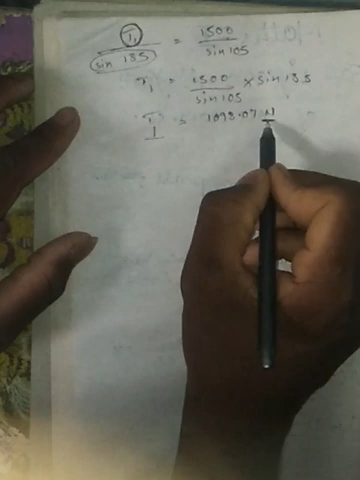 T₁ / sin 135 = 1500 / sin 105
T₁ = 1500 / sin 105 × sin 135
T₁ = 1098.07 N